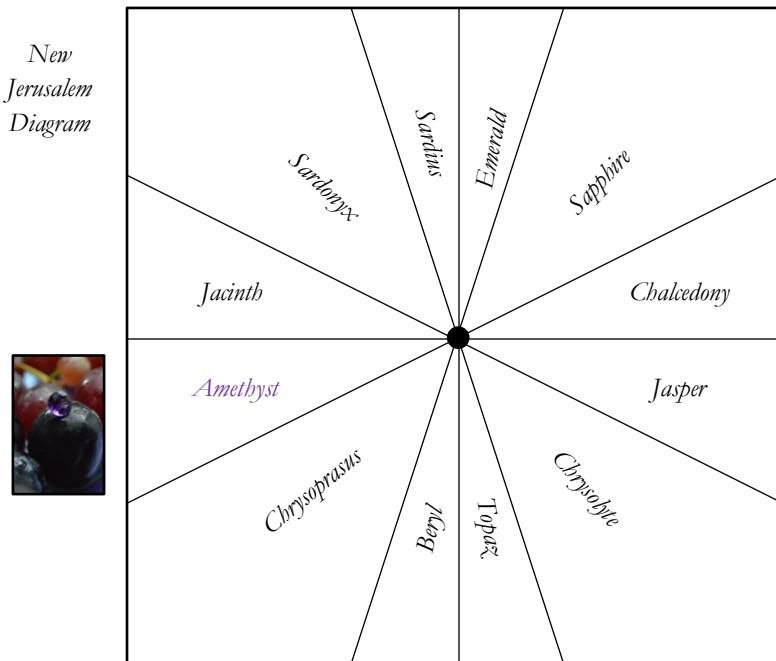 New
Jerusalem
Diagram
Sardius
Emerald
Sardonyx
Sapphire
Jacinth
Chalcedony
Amethyst
Jasper
Chrysoprasus
Beryl
Topaz
Chrysolyte